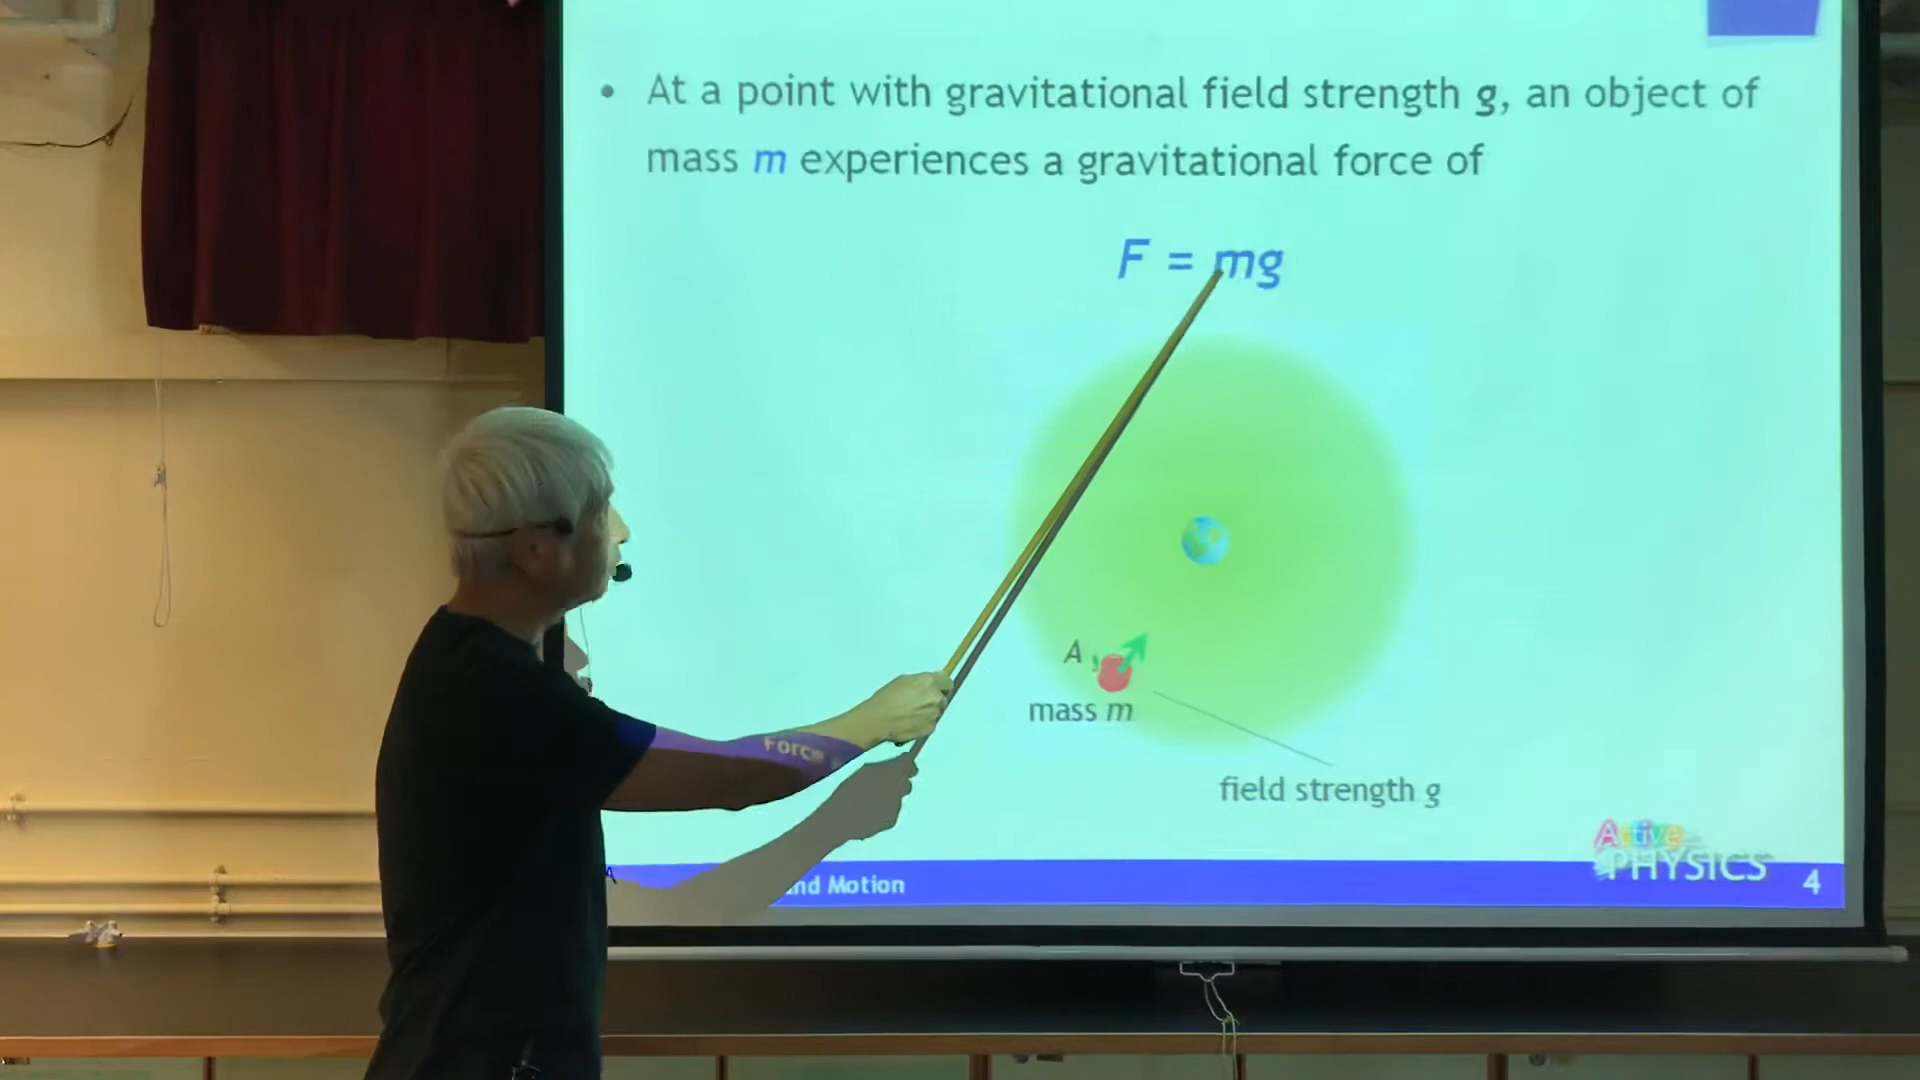 • At a point with gravitational field strength g, an object of
mass m experiences a gravitational force of
F = mg
A
mass m
field strength g
Active
PHYSICS
Force
and Motion
4